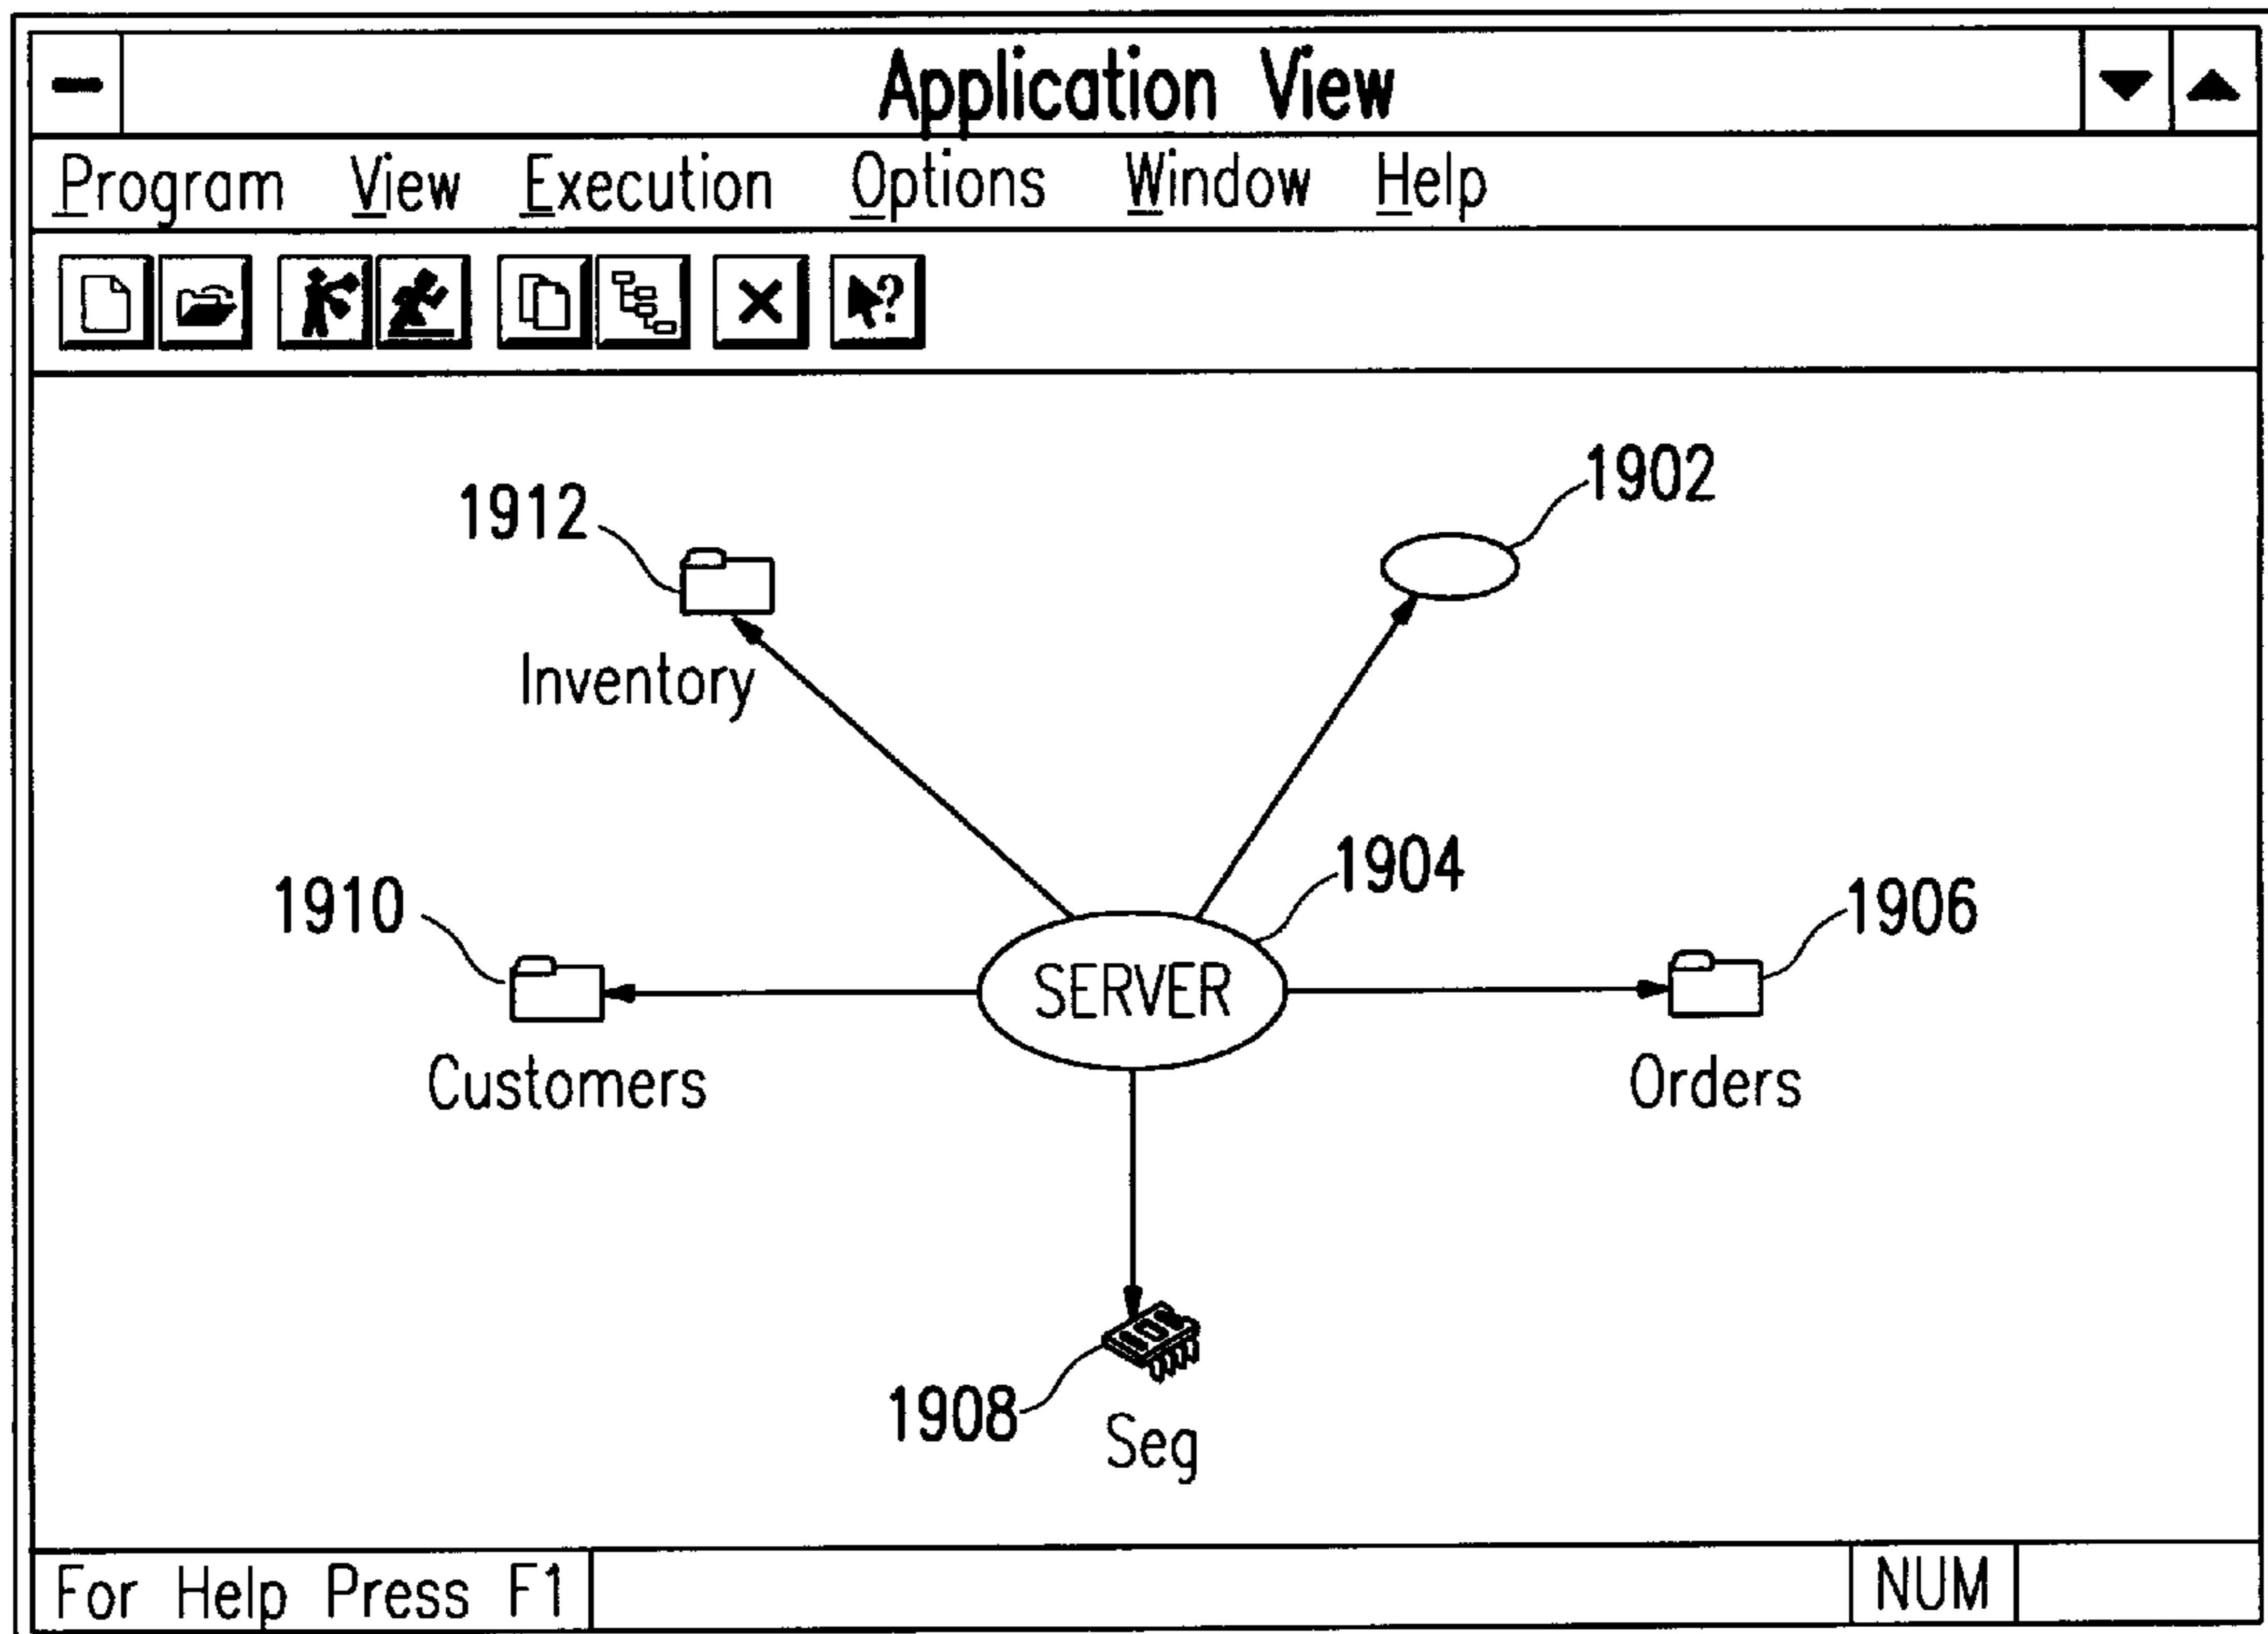 Application View
Program View Execution Options Window Help
?
1902
1912
Inventory
1904
1910
1906
SERVER
Customers
Orders
1908
Seq
For Help Press F1
NUM